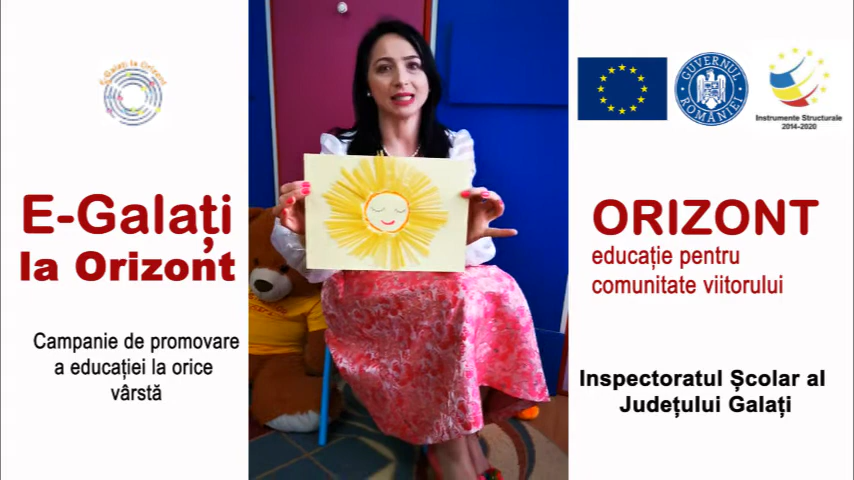 E-Galați la Orizont
E-Galați
la Orizont
Campanie de promovare
a educației la orice
vârstă
GUVERNUL ROMÂNIEI
Instrumente Structurale
2014-2020
ORIZONT
educație pentru
comunitate viitorului
Inspectoratul Școlar al
Județului Galați